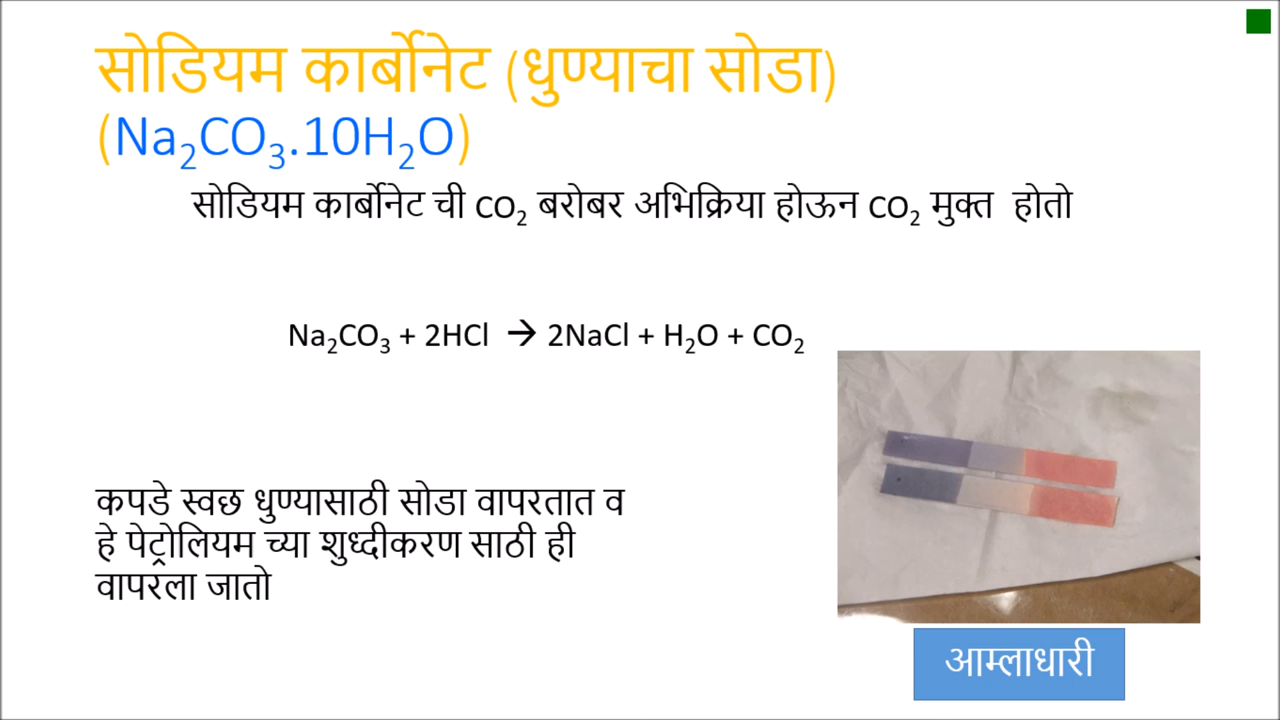 सोडियम कार्बोनेट (धुण्याचा सोडा)
(Na₂CO₃.10H₂O)
सोडियम कार्बोनेट ची CO₂ बरोबर अभिक्रिया होऊन CO₂ मुक्त होतो
Na₂CO₃ + 2HCl → 2NaCl + H₂O + CO₂
कपडे स्वछ धुण्यासाठी सोडा वापरतात व
हे पेट्रोलियम च्या शुध्दीकरण साठी ही
वापरला जातो
आम्लाधारी